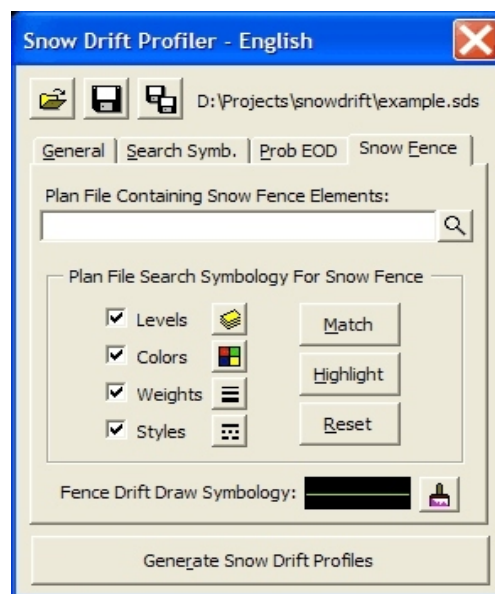 Snow Drift Profiler - English
D:\Projects\snowdrift\example.sds
General Search Symb. Prob EOD Snow Fence
Plan File Containing Snow Fence Elements:
Plan File Search Symbology For Snow Fence
Levels Match
Colors
Highlight
Weights
Styles Reset
Fence Drift Draw Symbology:
Generate Snow Drift Profiles